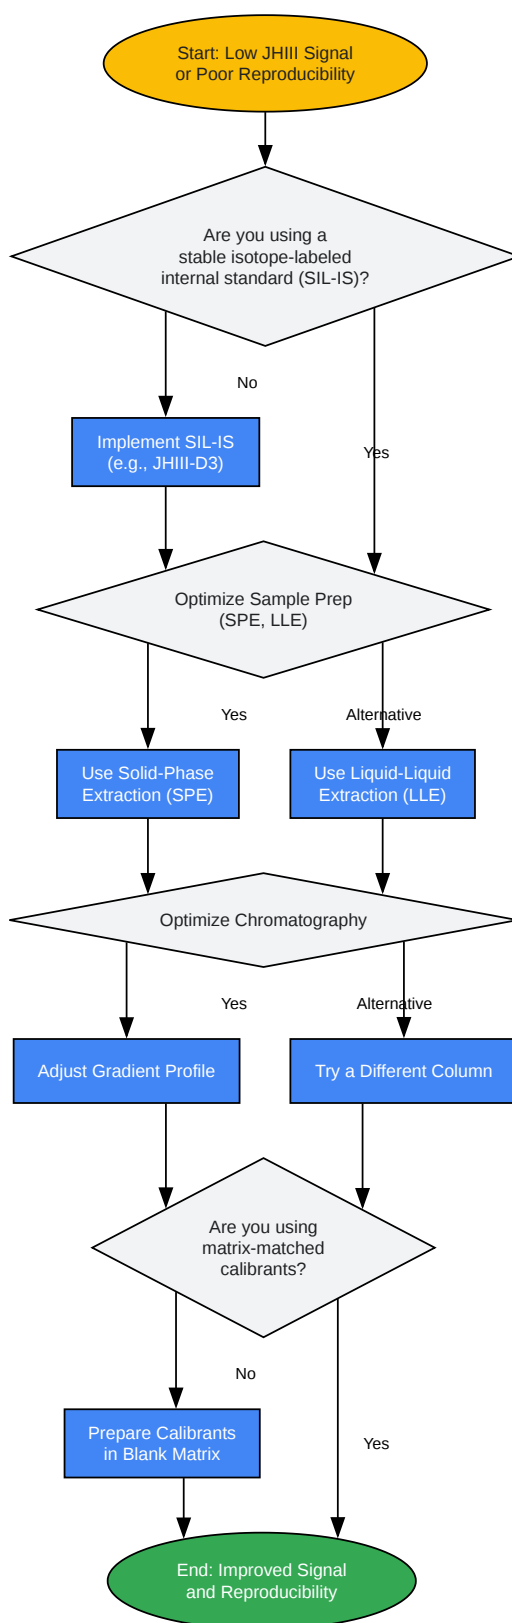 Start: Low JHIII Signal
or Poor Reproducibility
Are you using a
stable isotope-labeled
internal standard (SIL-IS)?
No
Implement SIL-IS
(e.g., JHIII-D3)
Yes
Optimize Sample Prep
(SPE, LLE)
Yes
Alternative
Use Solid-Phase
Extraction (SPE)
Use Liquid-Liquid
Extraction (LLE)
Optimize Chromatography
Yes
Alternative
Adjust Gradient Profile
Try a Different Column
Are you using
matrix-matched
calibrants?
No
Prepare Calibrants
in Blank Matrix
Yes
End: Improved Signal
and Reproducibility